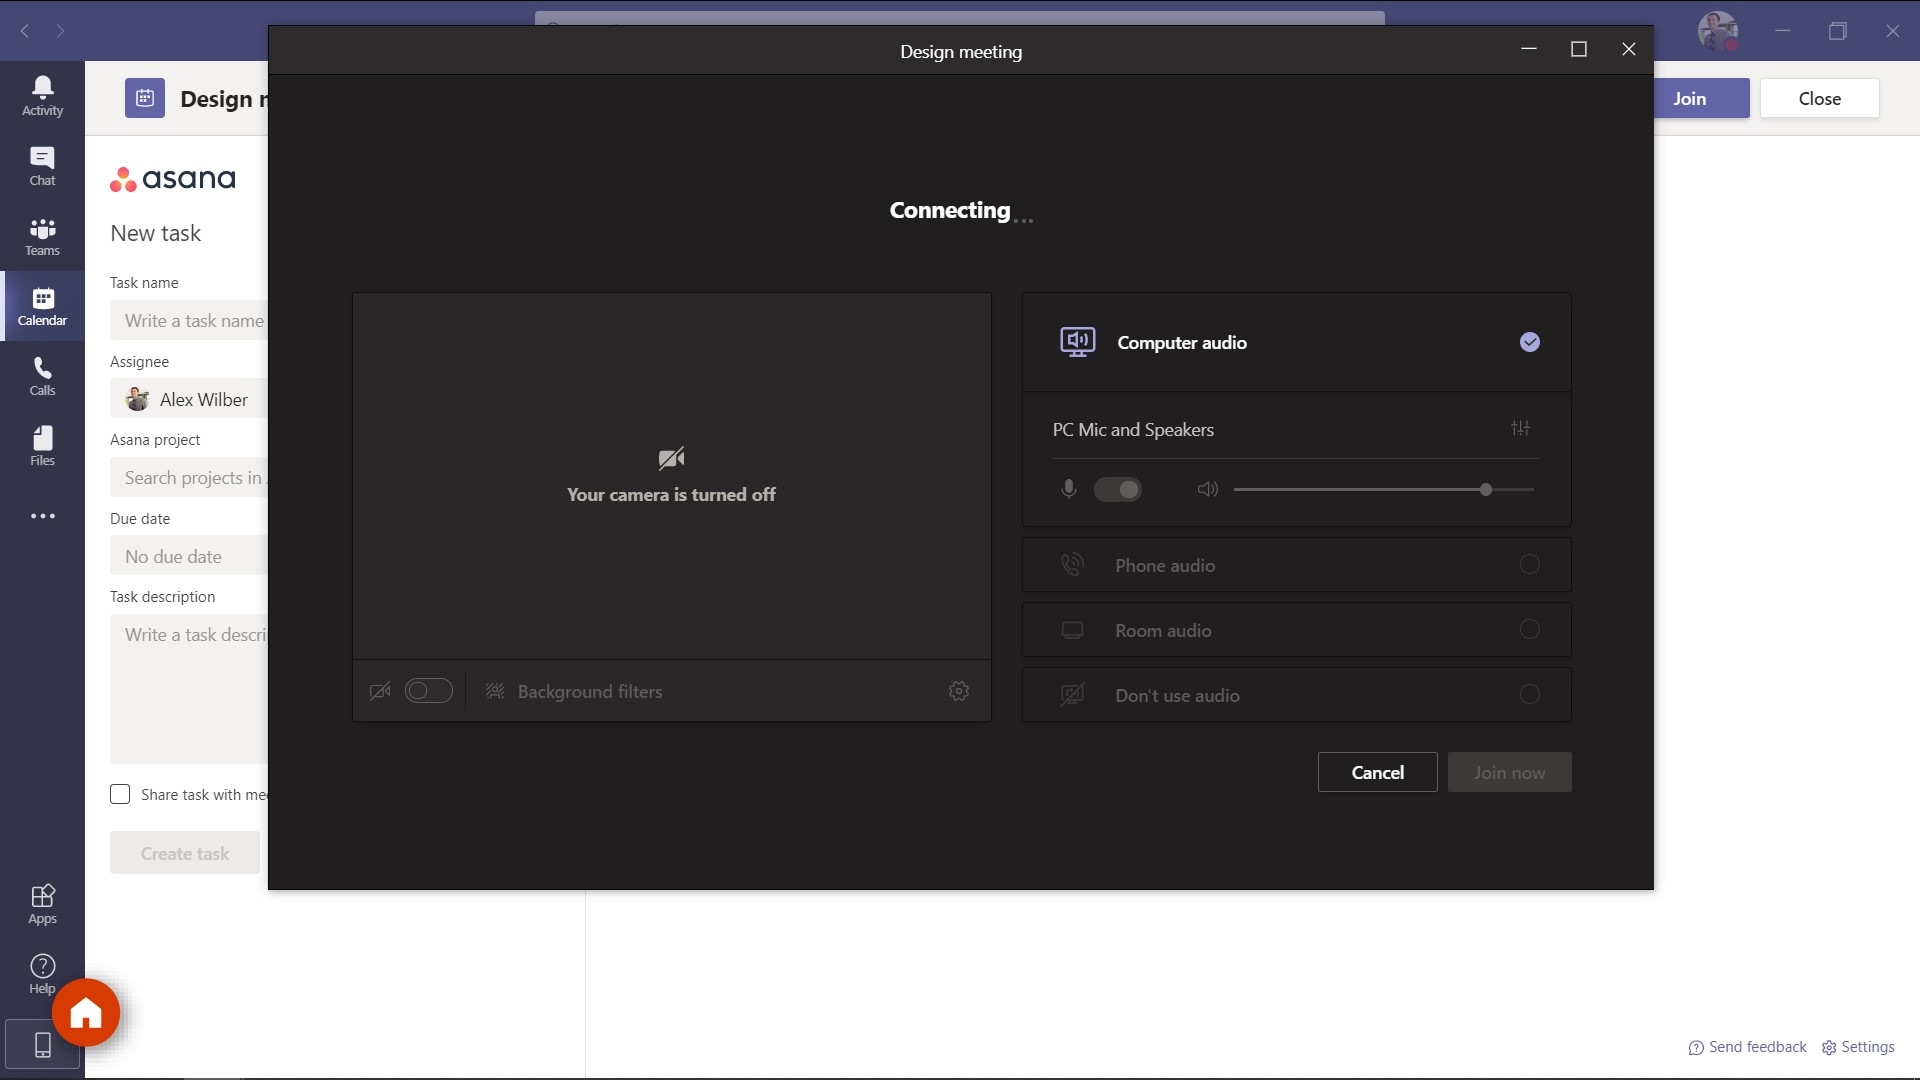 Design meeting
Activity
Chat
Teams
Calendar
Calls
Files
Apps
Help
Design
Join
Close
asana
New task
Task name
Write a task name
Assignee
Alex Wilber
Asana project
Search projects in
Due date
No due date
Task description
Write a task descri
Share task with mee
Create task
Connecting...
Your camera is turned off
Background filters
Computer audio
PC Mic and Speakers
Phone audio
Room audio
Don't use audio
Cancel
Join now
Send feedback
Settings